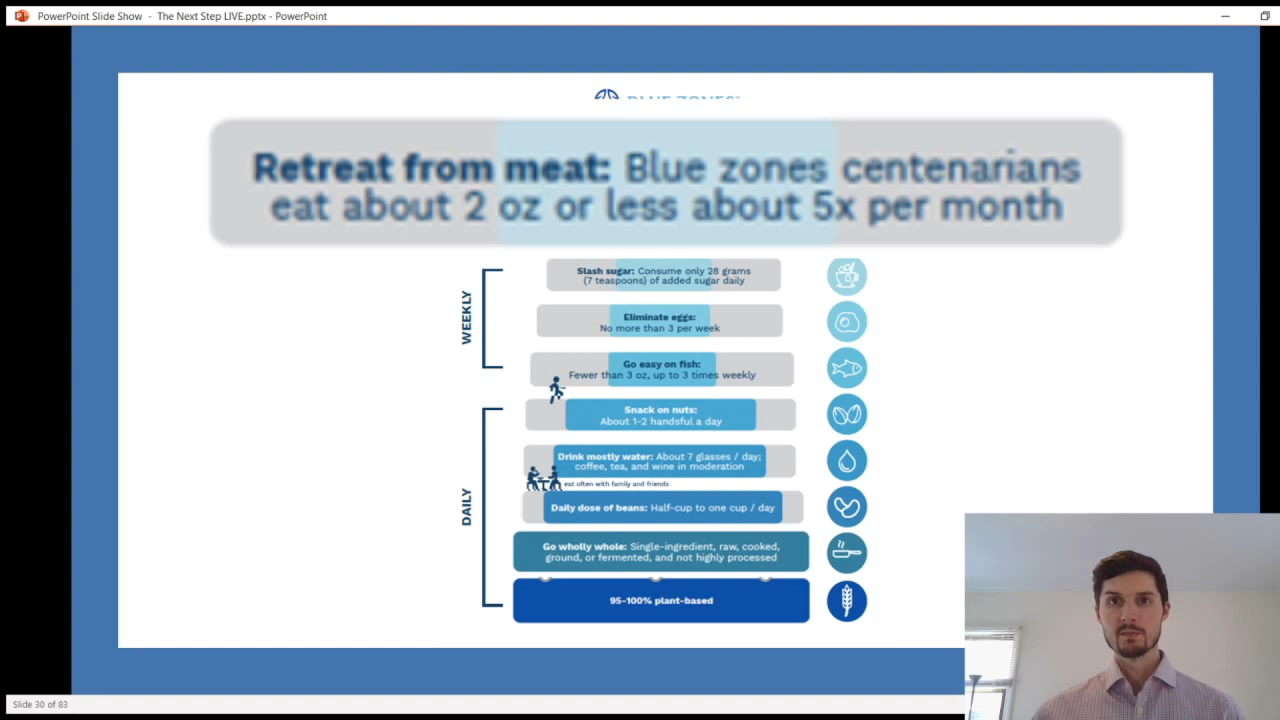 PowerPoint Slide Show - The Next Step LIVE.pptx - PowerPoint
Retreat from meat: Blue zones centenarians
eat about 2 oz or less about 5x per month
WEEKLY
Slash sugar: Consume only 28 grams
(7 teaspoons) of added sugar daily
Eliminate eggs:
No more than 3 per week
Go easy on fish:
Fewer than 3 oz, up to 3 times weekly
DAILY
Snack on nuts:
About 1-2 handsful a day
Drink mostly water: About 7 glasses / day;
coffee, tea, and wine in moderation
eat often with family and friends
Daily dose of beans: Half-cup to one cup / day
Go wholly whole: Single-ingredient, raw, cooked,
ground, or fermented, and not highly processed
95-100% plant-based
Slide 30 of 83